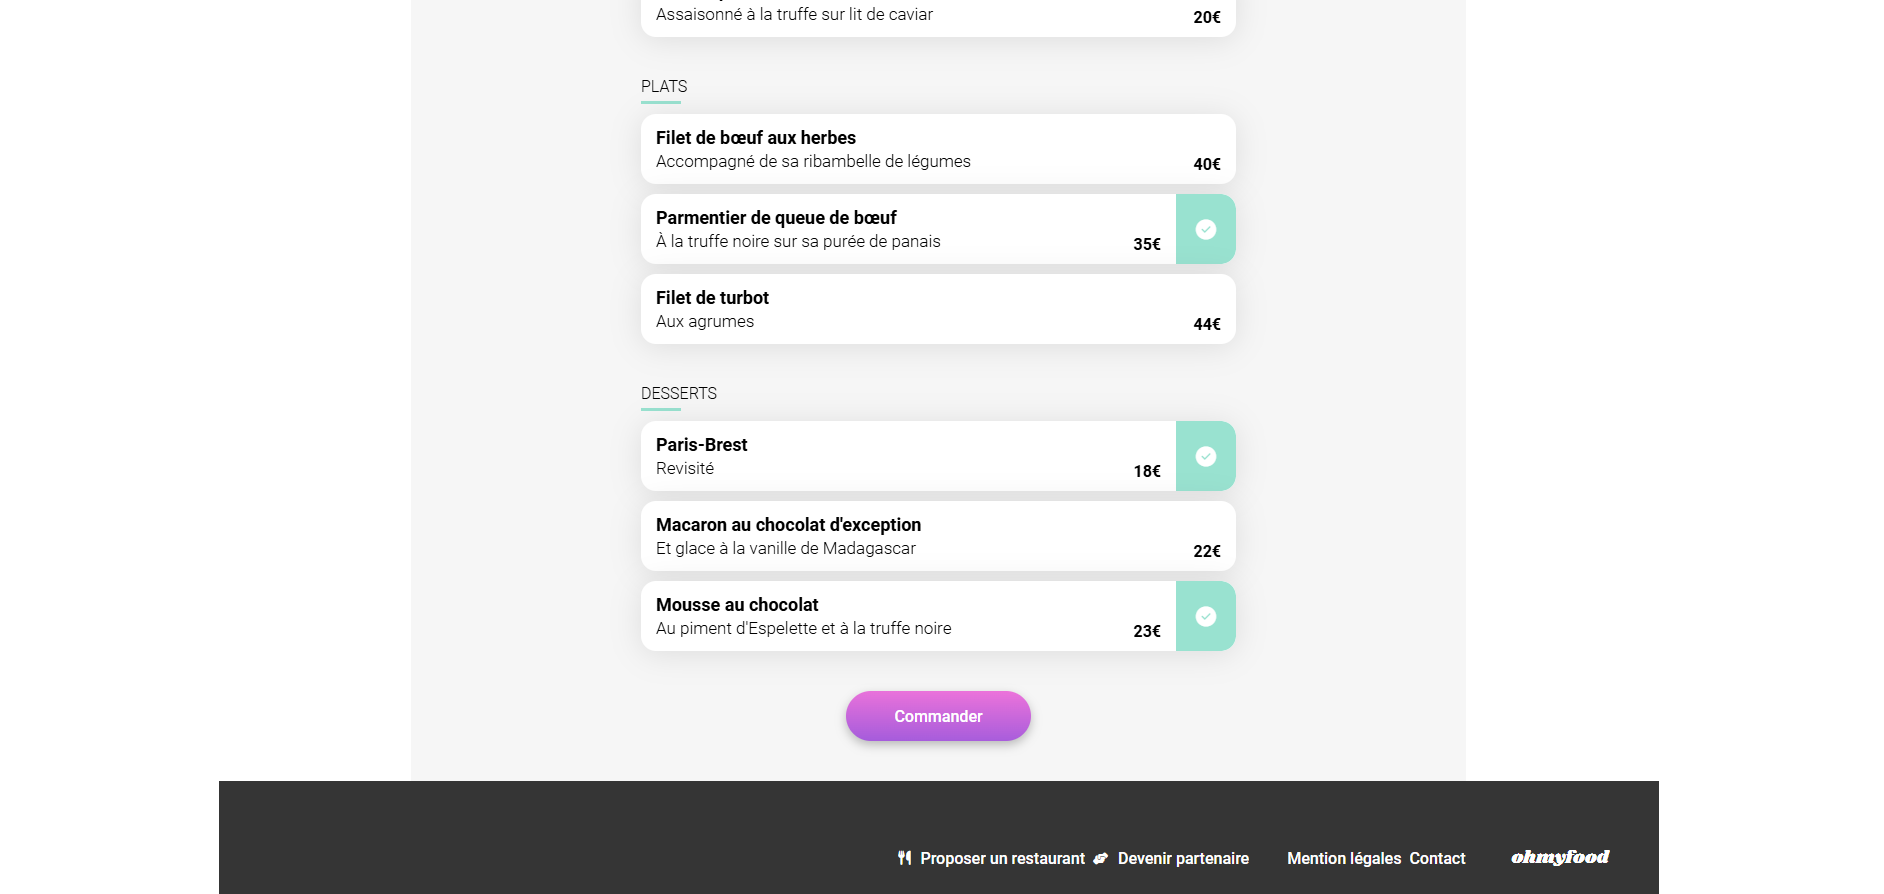 Assaisonné à la truffe sur lit de caviar 20€
PLATS
Filet de bœuf aux herbes
Accompagné de sa ribambelle de légumes 40€
Parmentier de queue de bœuf
À la truffe noire sur sa purée de panais 35€
Filet de turbot
Aux agrumes 44€
DESSERTS
Paris-Brest
Revisité 18€
Macaron au chocolat d'exception
Et glace à la vanille de Madagascar 22€
Mousse au chocolat
Au piment d'Espelette et à la truffe noire 23€
Commander
Proposer un restaurant Devenir partenaire Mention légales Contact ohmyfood